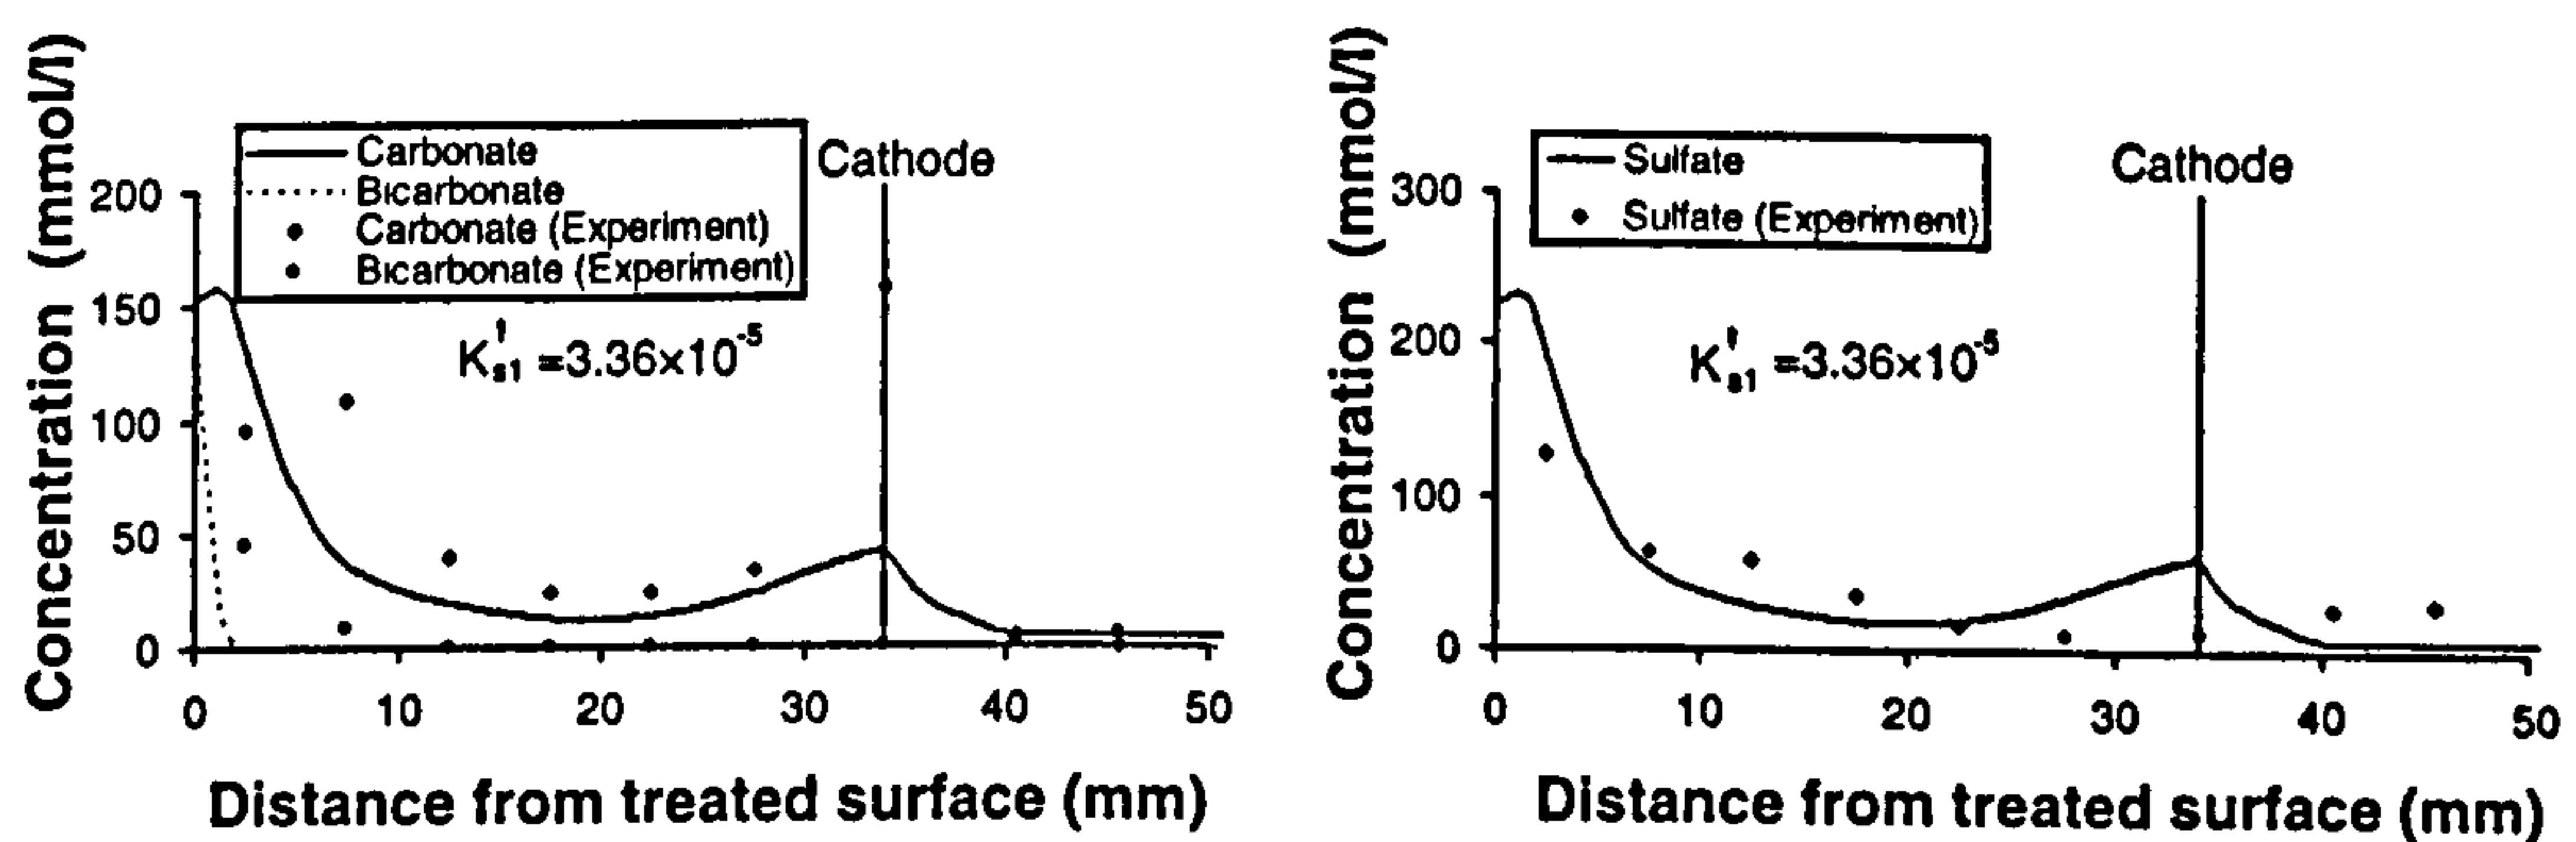 Concentration (mmol/l)
Carbonate
Bicarbonate
Carbonate (Experiment)
Bicarbonate (Experiment)
Cathode
200
150
100
50
0
K's1 =3.36×10-5
0 10 20 30 40 50
Distance from treated surface (mm)
Concentration (mmol/l)
Sulfate
Sulfate (Experiment)
Cathode
300
200
100
0
K's1 =3.36×10-5
0 10 20 30 40 50
Distance from treated surface (mm)